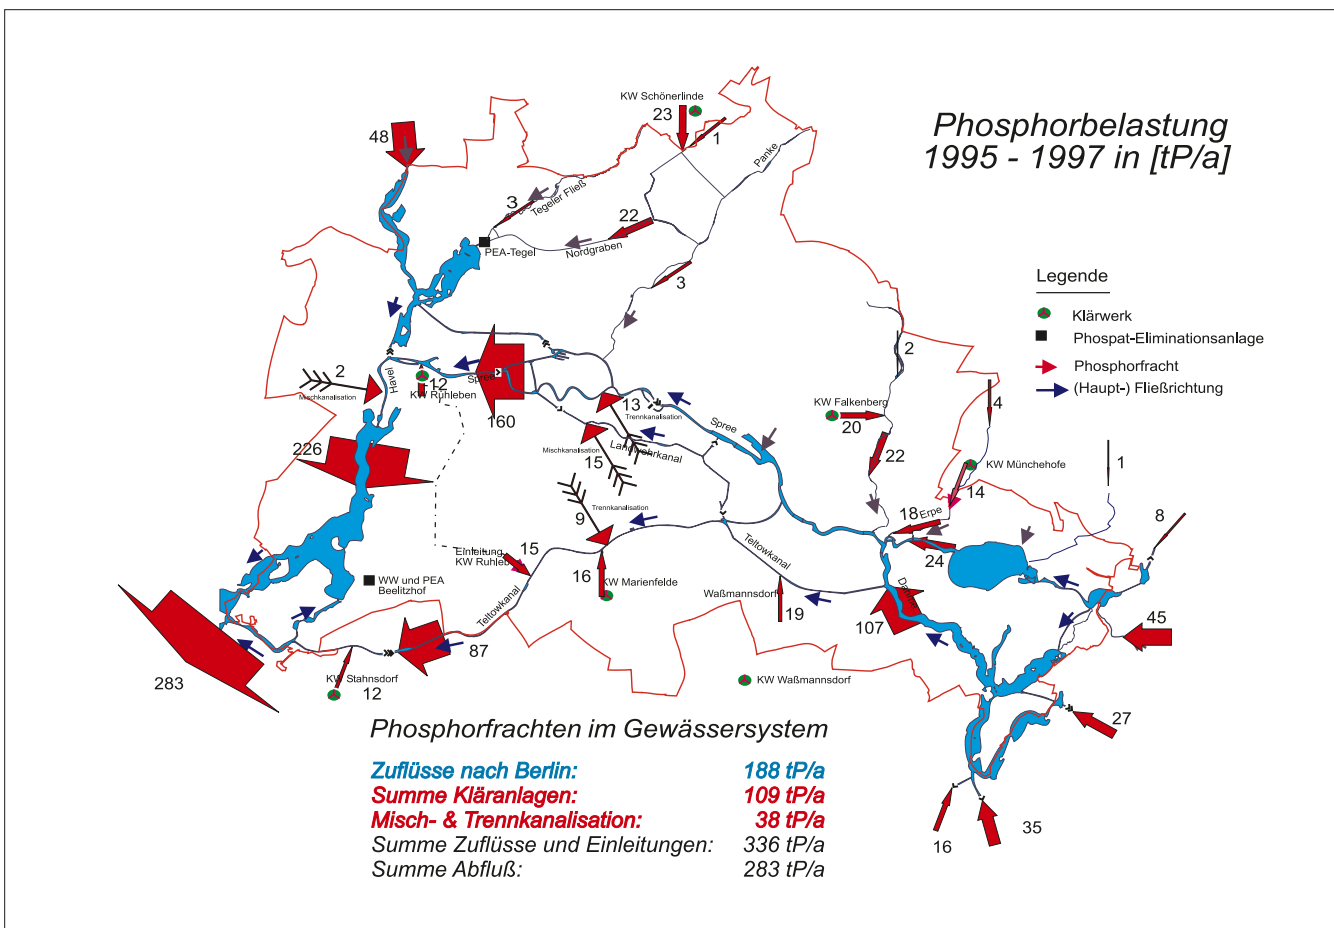 KW Schönerlinde
23
1
48
Phosphorbelastung
1995 - 1997 in [tP/a]
Panke
3
Tegeler Fließ
22
PEA-Tegel
Nordgraben
3
Legende
Klärwerk
Phospat-Eliminationsanlage
Phosphorfracht
(Haupt-) Fließrichtung
2
2
Havel
Mischkanalisation
12
Spree
KW Ruhleben
160
13
Trennkanalisation
Spree
KW Falkenberg
20
4
Landwehrkanal
Mischkanalisation
15
22
226
KW Münchehofe
14
1
Trennkanalisation
9
18
Erpe
8
24
Teltowkanal
Einleitung
KW Ruhleb
15
16
KW Marienfelde
WW und PEA
Beelitzhof
Teltowkanal
Waßmannsdorf
19
107
45
87
283
KW Stahnsdorf
12
KW Waßmannsdorf
27
35
16
Phosphorfrachten im Gewässersystem
Zuflüsse nach Berlin: 188 tP/a
Summe Kläranlagen: 109 tP/a
Misch- & Trennkanalisation: 38 tP/a
Summe Zuflüsse und Einleitungen: 336 tP/a
Summe Abfluß: 283 tP/a